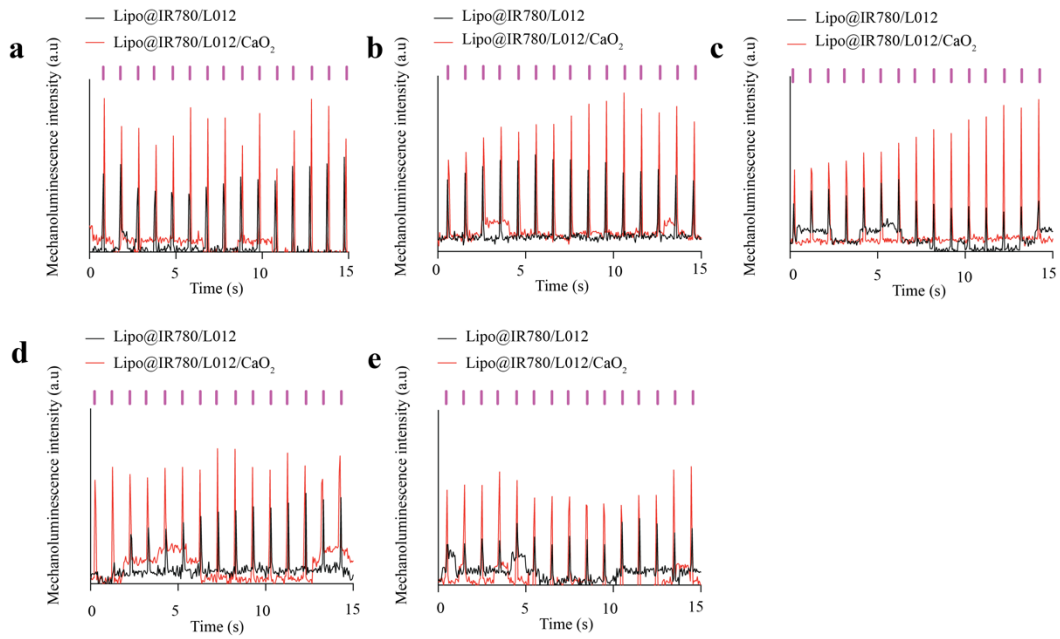 a
Lipo@IR780/L012
Lipo@IR780/L012/CaO₂
Mechanoluminescence intensity (a.u)
0 5 10 15
Time (s)
b
Lipo@IR780/L012
Lipo@IR780/L012/CaO₂
Mechanoluminescence intensity (a.u)
0 5 10 15
Time (s)
c
Lipo@IR780/L012
Lipo@IR780/L012/CaO₂
Mechanoluminescence intensity (a.u)
0 5 10 15
Time (s)
d
Lipo@IR780/L012
Lipo@IR780/L012/CaO₂
Mechanoluminescence intensity (a.u)
0 5 10 15
Time (s)
e
Lipo@IR780/L012
Lipo@IR780/L012/CaO₂
Mechanoluminescence intensity (a.u)
0 5 10 15
Time (s)